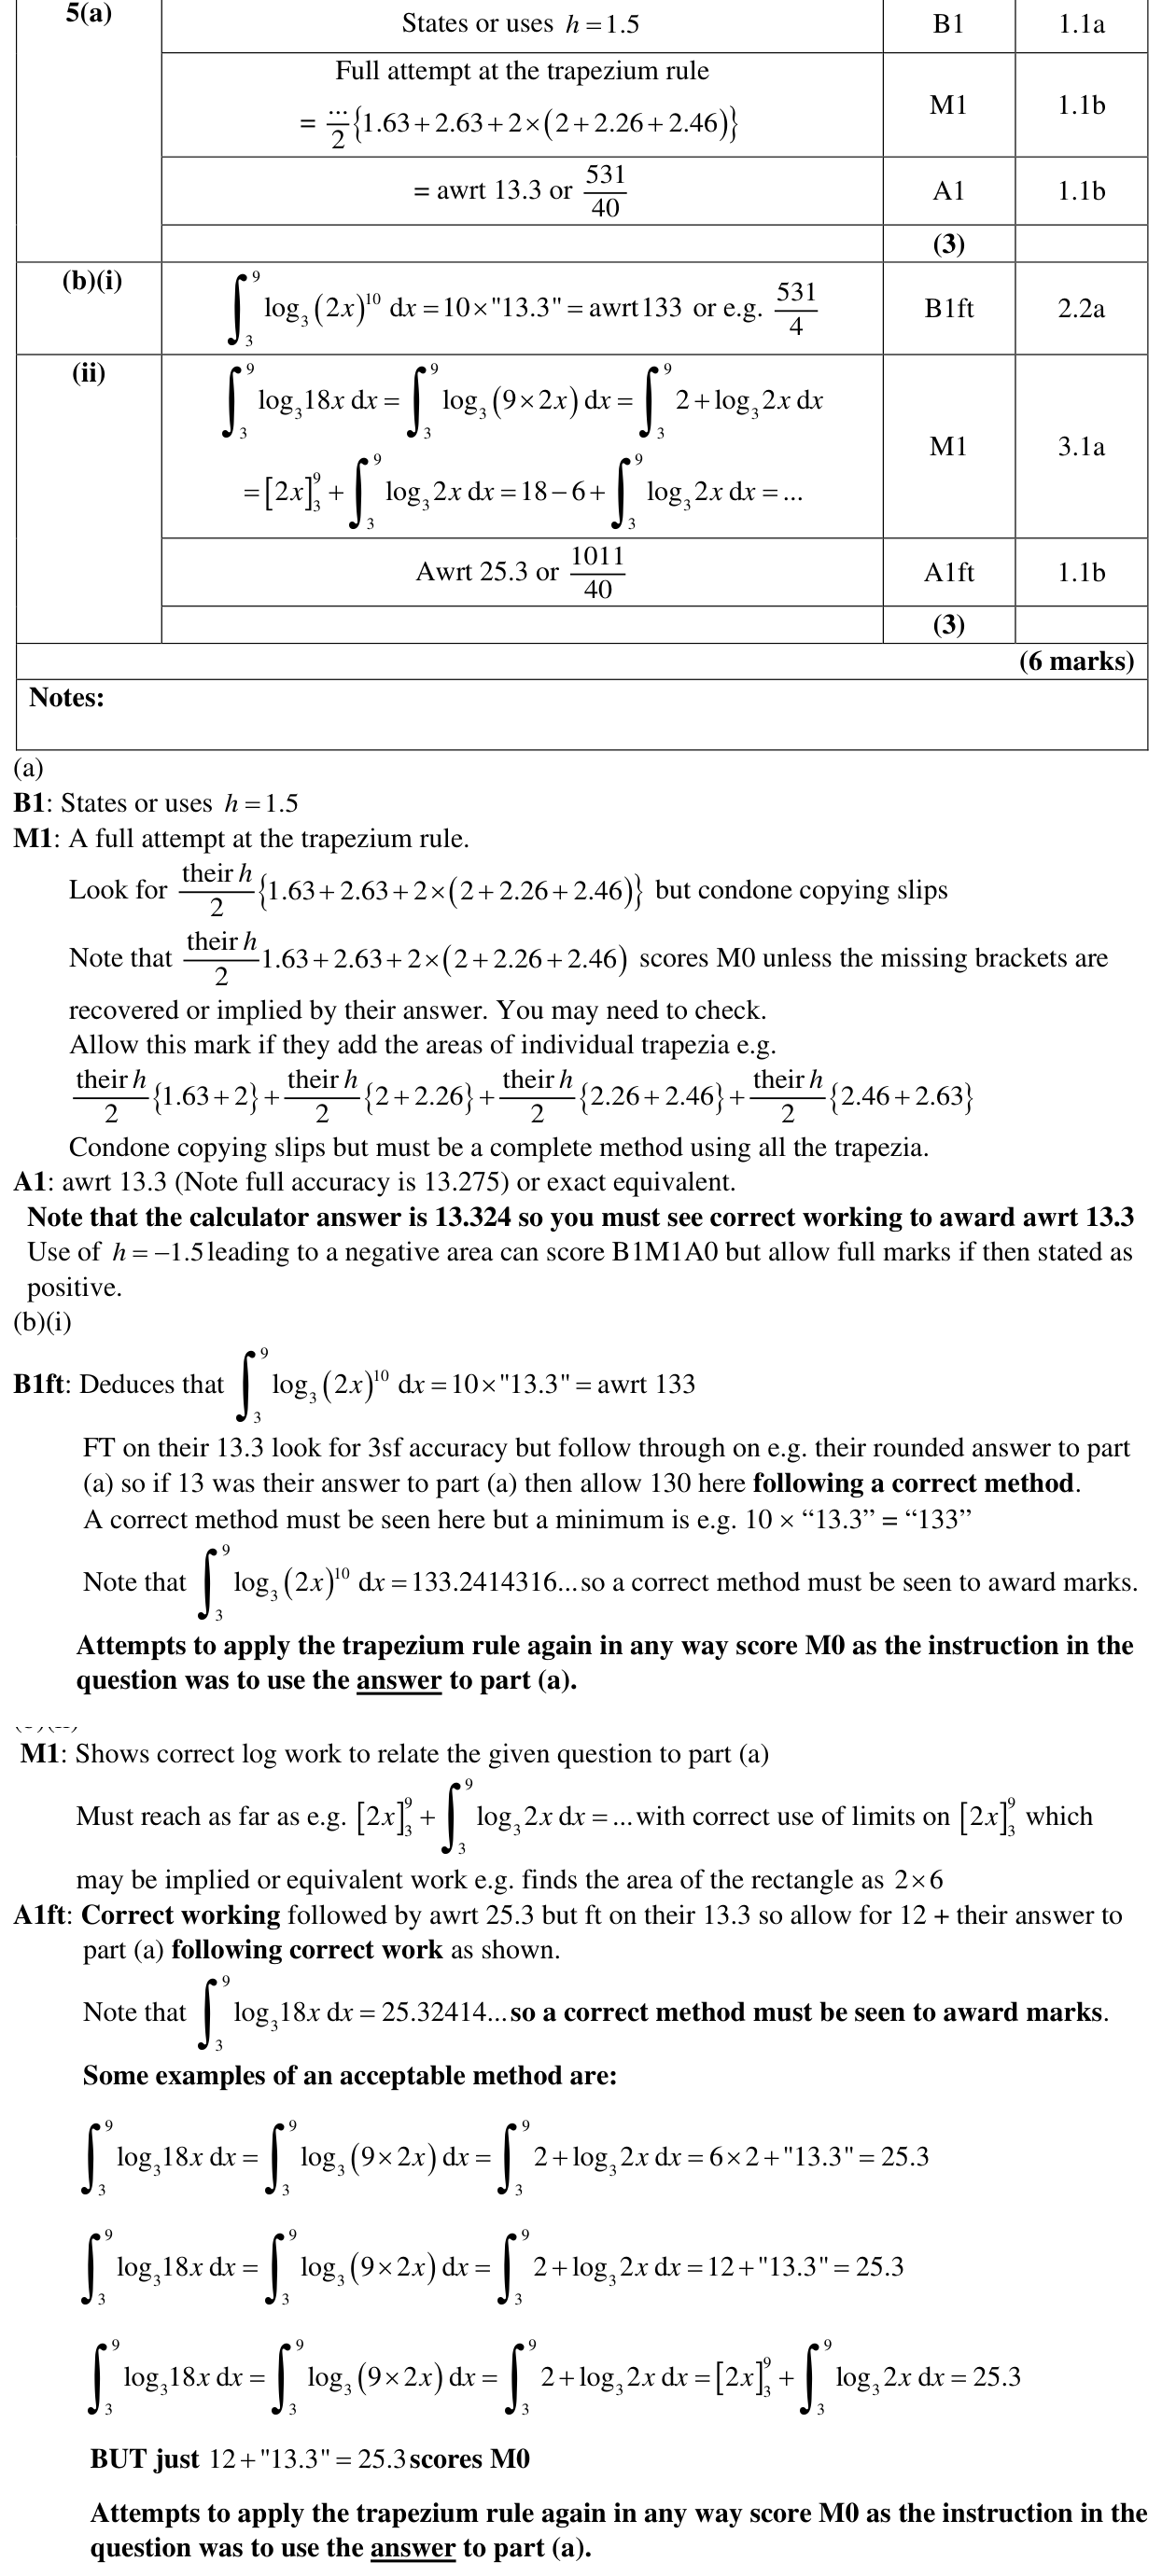 5(a) States or uses h = 1.5 B1 1.1a
Full attempt at the trapezium rule
= .../2 {1.63 + 2.63 + 2 × (2 + 2.26 + 2.46)} M1 1.1b
= awrt 13.3 or 531/40 A1 1.1b
(3)
(b)(i) ∫₃⁹ log₃ (2x)¹⁰ dx = 10 × "13.3" = awrt 133 or e.g. 531/4 B1ft 2.2a
(ii) ∫₃⁹ log₃ 18x dx = ∫₃⁹ log₃ (9 × 2x) dx = ∫₃⁹ 2 + log₃ 2x dx
= [2x]₃⁹ + ∫₃⁹ log₃ 2x dx = 18 − 6 + ∫₃⁹ log₃ 2x dx = ... M1 3.1a
Awrt 25.3 or 1011/40 A1ft 1.1b
(3)
(6 marks)
Notes:
(a)
B1: States or uses h = 1.5
M1: A full attempt at the trapezium rule.
Look for their h/2 {1.63 + 2.63 + 2 × (2 + 2.26 + 2.46)} but condone copying slips
Note that their h/2 1.63 + 2.63 + 2 × (2 + 2.26 + 2.46) scores M0 unless the missing brackets are
recovered or implied by their answer. You may need to check.
Allow this mark if they add the areas of individual trapezia e.g.
their h/2 {1.63 + 2} + their h/2 {2 + 2.26} + their h/2 {2.26 + 2.46} + their h/2 {2.46 + 2.63}
Condone copying slips but must be a complete method using all the trapezia.
A1: awrt 13.3 (Note full accuracy is 13.275) or exact equivalent.
Note that the calculator answer is 13.324 so you must see correct working to award awrt 13.3
Use of h = −1.5 leading to a negative area can score B1M1A0 but allow full marks if then stated as
positive.
(b)(i)
B1ft: Deduces that ∫₃⁹ log₃ (2x)¹⁰ dx = 10 × "13.3" = awrt 133
FT on their 13.3 look for 3sf accuracy but follow through on e.g. their rounded answer to part
(a) so if 13 was their answer to part (a) then allow 130 here following a correct method.
A correct method must be seen here but a minimum is e.g. 10 × “13.3” = “133”
Note that ∫₃⁹ log₃ (2x)¹⁰ dx = 133.2414316... so a correct method must be seen to award marks.
Attempts to apply the trapezium rule again in any way score M0 as the instruction in the
question was to use the answer to part (a).
M1: Shows correct log work to relate the given question to part (a)
Must reach as far as e.g. [2x]₃⁹ + ∫₃⁹ log₃ 2x dx = ... with correct use of limits on [2x]₃⁹ which
may be implied or equivalent work e.g. finds the area of the rectangle as 2 × 6
A1ft: Correct working followed by awrt 25.3 but ft on their 13.3 so allow for 12 + their answer to
part (a) following correct work as shown.
Note that ∫₃⁹ log₃ 18x dx = 25.32414... so a correct method must be seen to award marks.
Some examples of an acceptable method are:
∫₃⁹ log₃ 18x dx = ∫₃⁹ log₃ (9 × 2x) dx = ∫₃⁹ 2 + log₃ 2x dx = 6 × 2 + "13.3" = 25.3
∫₃⁹ log₃ 18x dx = ∫₃⁹ log₃ (9 × 2x) dx = ∫₃⁹ 2 + log₃ 2x dx = 12 + "13.3" = 25.3
∫₃⁹ log₃ 18x dx = ∫₃⁹ log₃ (9 × 2x) dx = ∫₃⁹ 2 + log₃ 2x dx = [2x]₃⁹ + ∫₃⁹ log₃ 2x dx = 25.3
BUT just 12 + "13.3" = 25.3 scores M0
Attempts to apply the trapezium rule again in any way score M0 as the instruction in the
question was to use the answer to part (a).